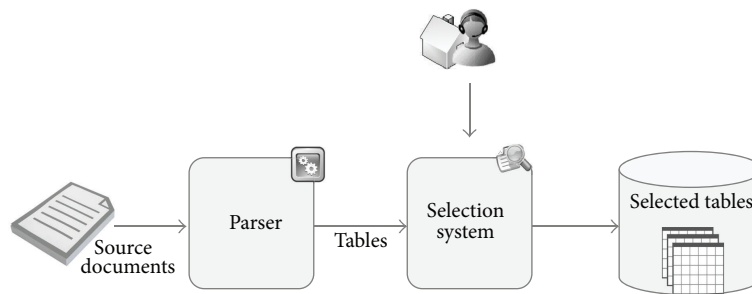 Source
documents
Parser
Tables
Selection
system
Selected tables